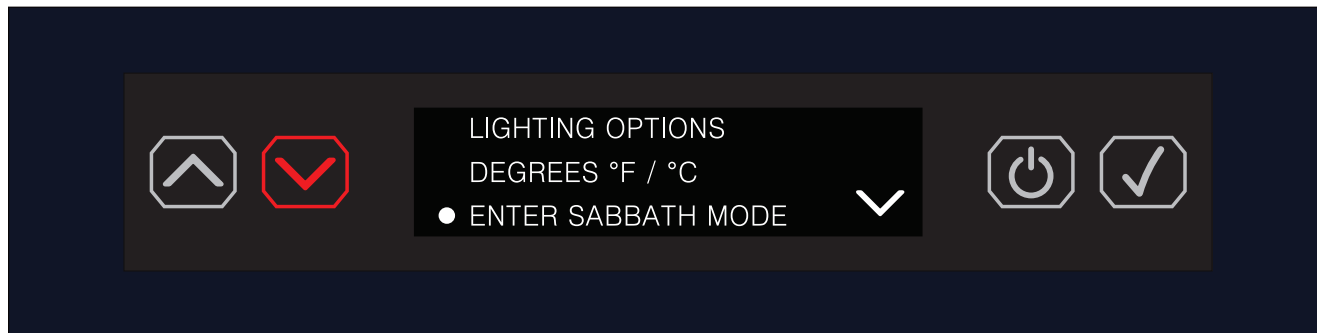 LIGHTING OPTIONS
DEGREES °F / °C
● ENTER SABBATH MODE